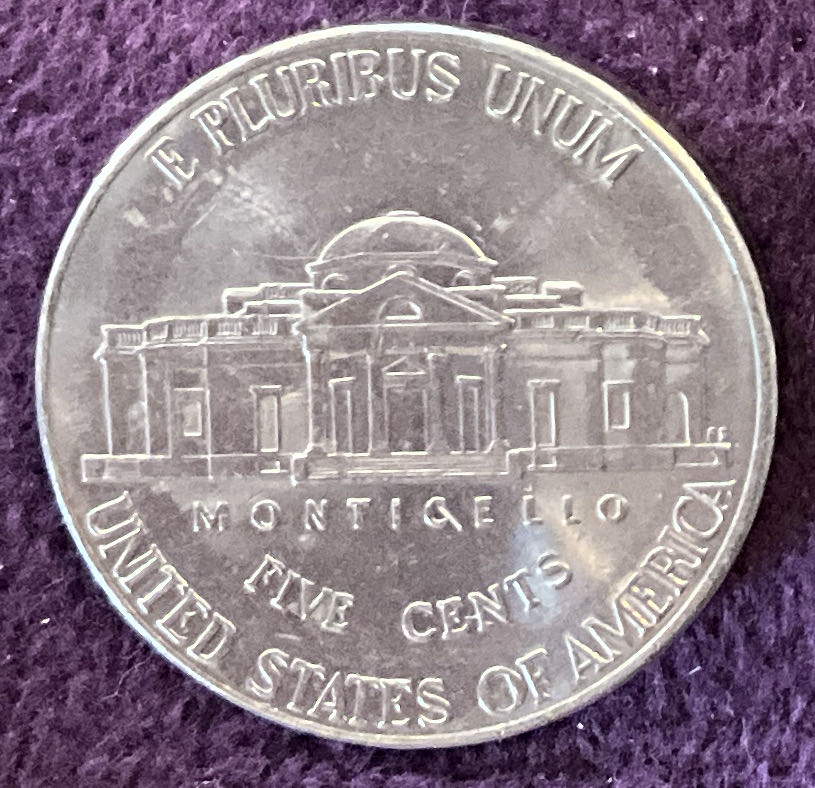 E PLURIBUS UNUM
MONTICELLO
FIVE CENTS
UNITED STATES OF AMERICA